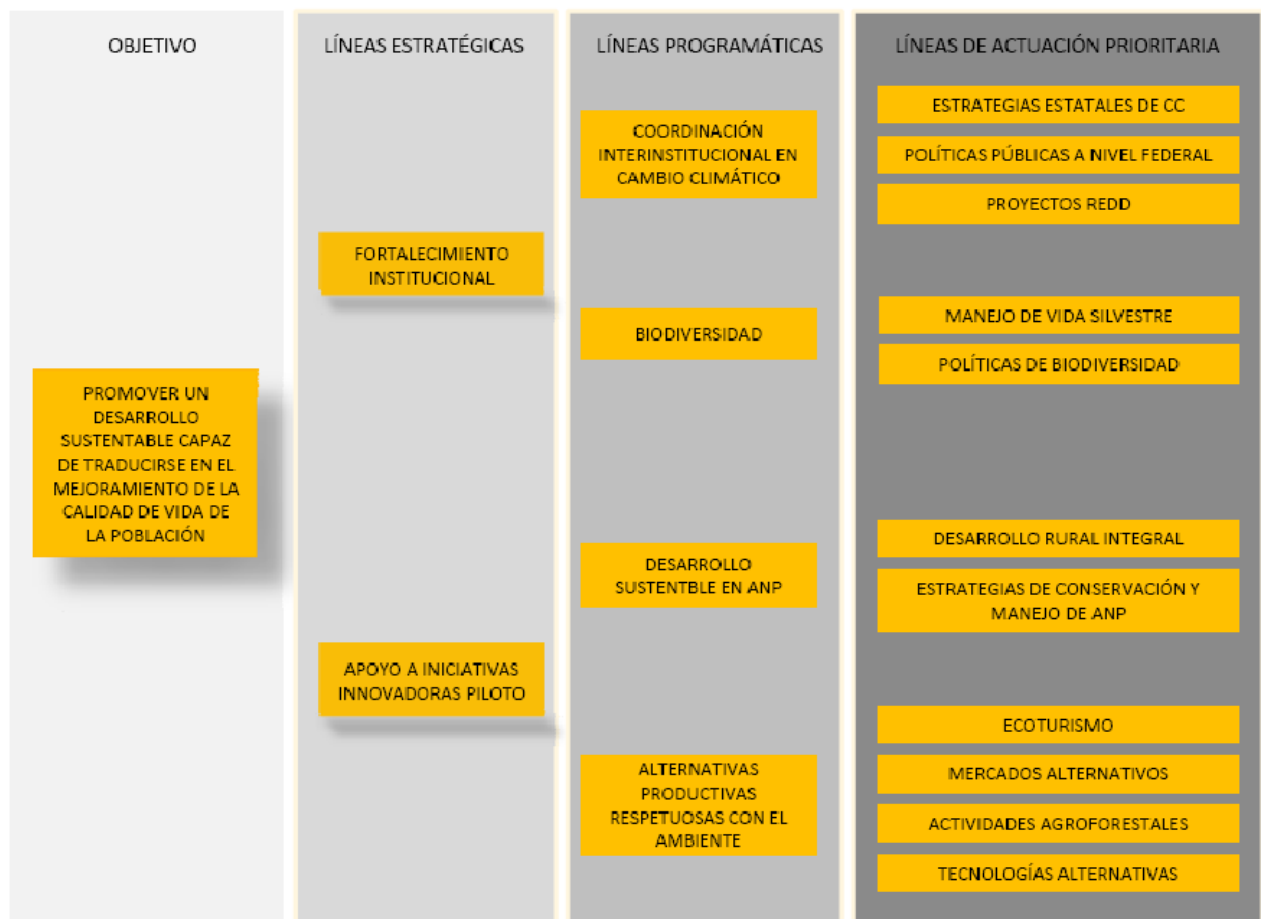 OBJETIVO
PROMOVER UN
DESARROLLO
SUSTENTABLE CAPAZ
DE TRADUCIRSE EN EL
MEJORAMIENTO DE LA
CALIDAD DE VIDA DE
LA POBLACIÓN
LÍNEAS ESTRATÉGICAS
FORTALECIMIENTO
INSTITUCIONAL
APOYO A INICIATIVAS
INNOVADORAS PILOTO
LÍNEAS PROGRAMÁTICAS
COORDINACIÓN
INTERINSTITUCIONAL EN
CAMBIO CLIMÁTICO
BIODIVERSIDAD
DESARROLLO
SUSTENTBLE EN ANP
ALTERNATIVAS
PRODUCTIVAS
RESPETUOSAS CON EL
AMBIENTE
LÍNEAS DE ACTUACIÓN PRIORITARIA
ESTRATEGIAS ESTATALES DE CC
POLÍTICAS PÚBLICAS A NIVEL FEDERAL
PROYECTOS REDD
MANEJO DE VIDA SILVESTRE
POLÍTICAS DE BIODIVERSIDAD
DESARROLLO RURAL INTEGRAL
ESTRATEGIAS DE CONSERVACIÓN Y
MANEJO DE ANP
ECOTURISMO
MERCADOS ALTERNATIVOS
ACTIVIDADES AGROFORESTALES
TECNOLOGÍAS ALTERNATIVAS